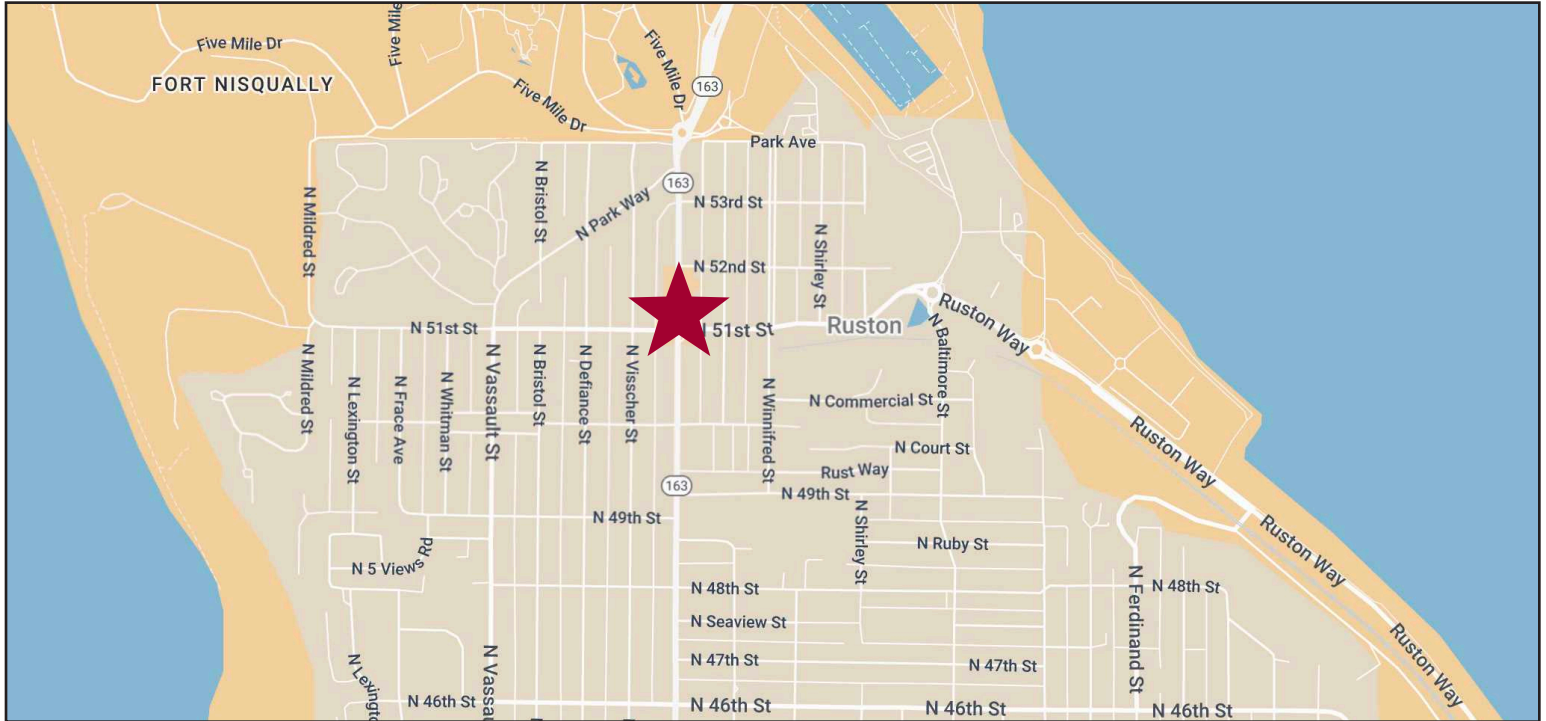 Five Mile
Five Mile Dr
Five Mile Dr
FORT NISQUALLY
163
Five Mile Dr
Park Ave
N Bristol St
163
N Park Way
N 53rd St
N Mildred St
N Shirley St
N 52nd St
Ruston Way
N 51st St
N 51st St
Ruston
N Baltimore St
N Mildred St
N Lexington St
N Frace Ave
N Whitman St
N Vassault St
N Bristol St
N Defiance St
N Visscher St
N Winnifred St
N Commercial St
Ruston Way
N Court St
Rust Way
163
N 49th St
N 49th St
N Shirley St
Ruston Way
N Ruby St
N 5 Views Rd
N 48th St
N Ferdinand St
N 48th St
N Seaview St
Ruston Way
N Lexingto
N Vassau
N 47th St
N 47th St
N 46th St
N 46th St
N 46th St
N 46th St